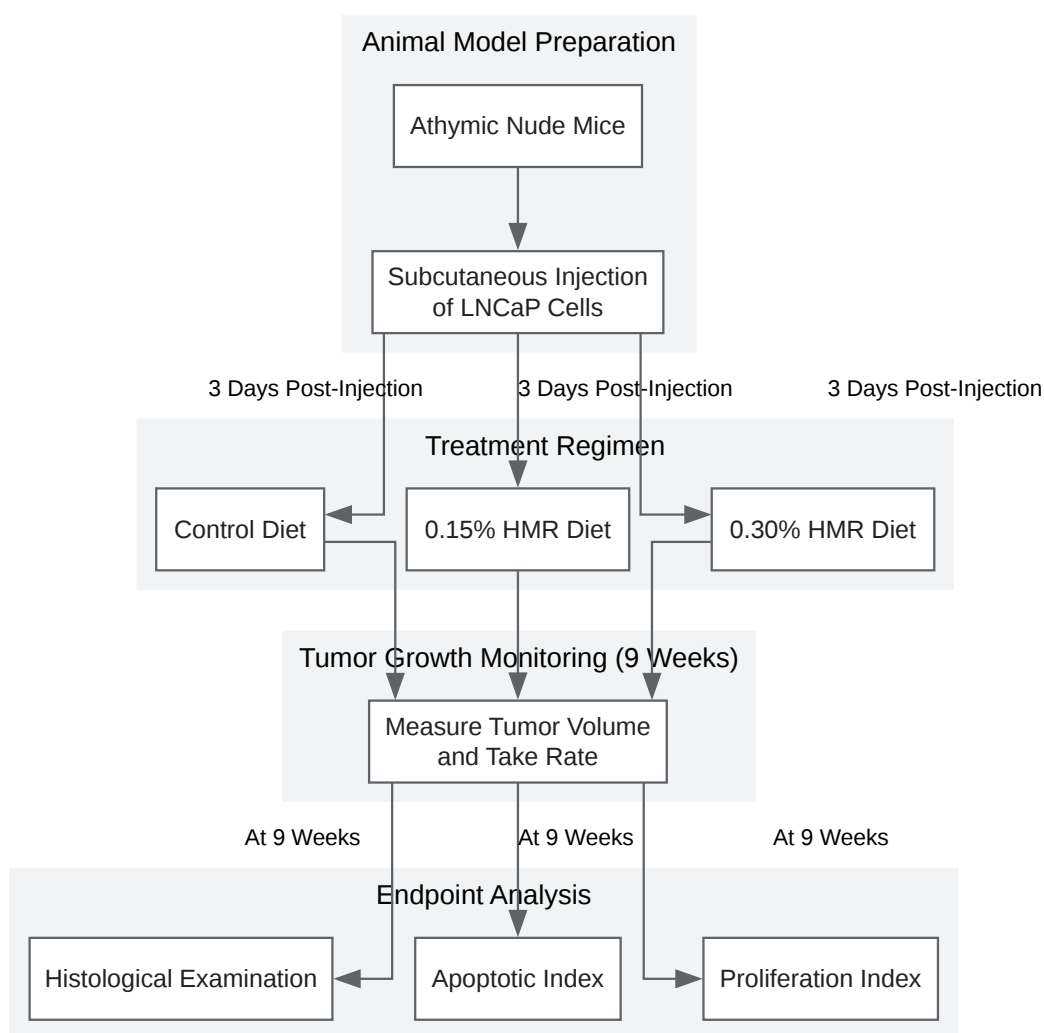 Animal Model Preparation
Athymic Nude Mice
Subcutaneous Injection
of LNCaP Cells
3 Days Post-Injection
3 Days Post-Injection
3 Days Post-Injection
Treatment Regimen
Control Diet
0.15% HMR Diet
0.30% HMR Diet
Tumor Growth Monitoring (9 Weeks)
Measure Tumor Volume
and Take Rate
At 9 Weeks
At 9 Weeks
At 9 Weeks
Endpoint Analysis
Histological Examination
Apoptotic Index
Proliferation Index